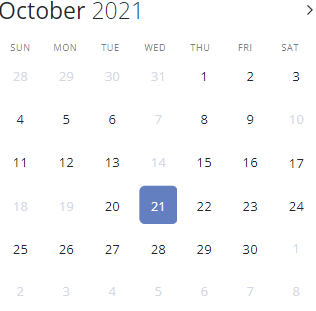 October 2021
SUN MON TUE WED THU FRI SAT
28 29 30 31 1 2 3
4 5 6 7 8 9 10
11 12 13 14 15 16 17
18 19 20 21 22 23 24
25 26 27 28 29 30 1
2 3 4 5 6 7 8